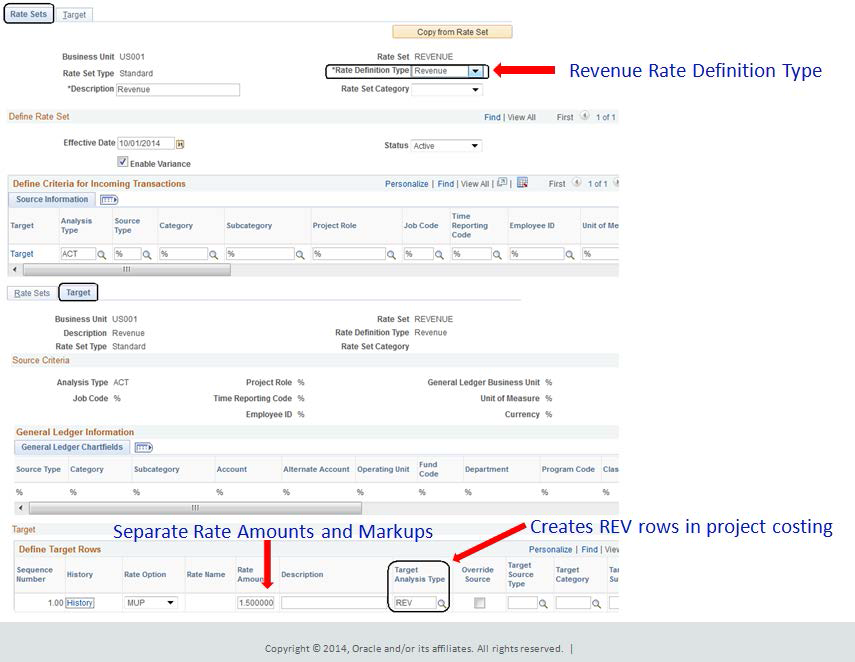 Rate Sets Target
Copy from Rate Set
Business Unit US001 Rate Set REVENUE
Rate Set Type Standard *Rate Definition Type Revenue Revenue Rate Definition Type
*Description Revenue Rate Set Category
Define Rate Set Find | View All First 1 of 1
Effective Date 10/01/2014 Status Active
Enable Variance
Define Criteria for Incoming Transactions Personalize | Find | View All | | First 1 of 1
Source Information
Target Analysis Type Source Type Category Subcategory Project Role Job Code Time Reporting Code Employee ID Unit of Me
Target ACT % % % % % % % %
Rate Sets Target
Business Unit US001 Rate Set REVENUE
Description Revenue Rate Definition Type Revenue
Rate Set Type Standard Rate Set Category
Source Criteria
Analysis Type ACT Project Role % General Ledger Business Unit %
Job Code % Time Reporting Code % Unit of Measure %
Employee ID % Currency %
General Ledger Information
General Ledger Chartfields
Source Type Category Subcategory Account Alternate Account Operating Unit Fund Code Department Program Code Clas
% % % % % % % % % %
Target Separate Rate Amounts and Markups Creates REV rows in project costing
Define Target Rows Personalize | Find | View
Sequence Number History Rate Option Rate Name Rate Amount Description Target Analysis Type Override Source Target Source Type Target Category Tar Su
1.00 History MUP 1.500000 REV
Copyright © 2014, Oracle and/or its affiliates. All rights reserved. |